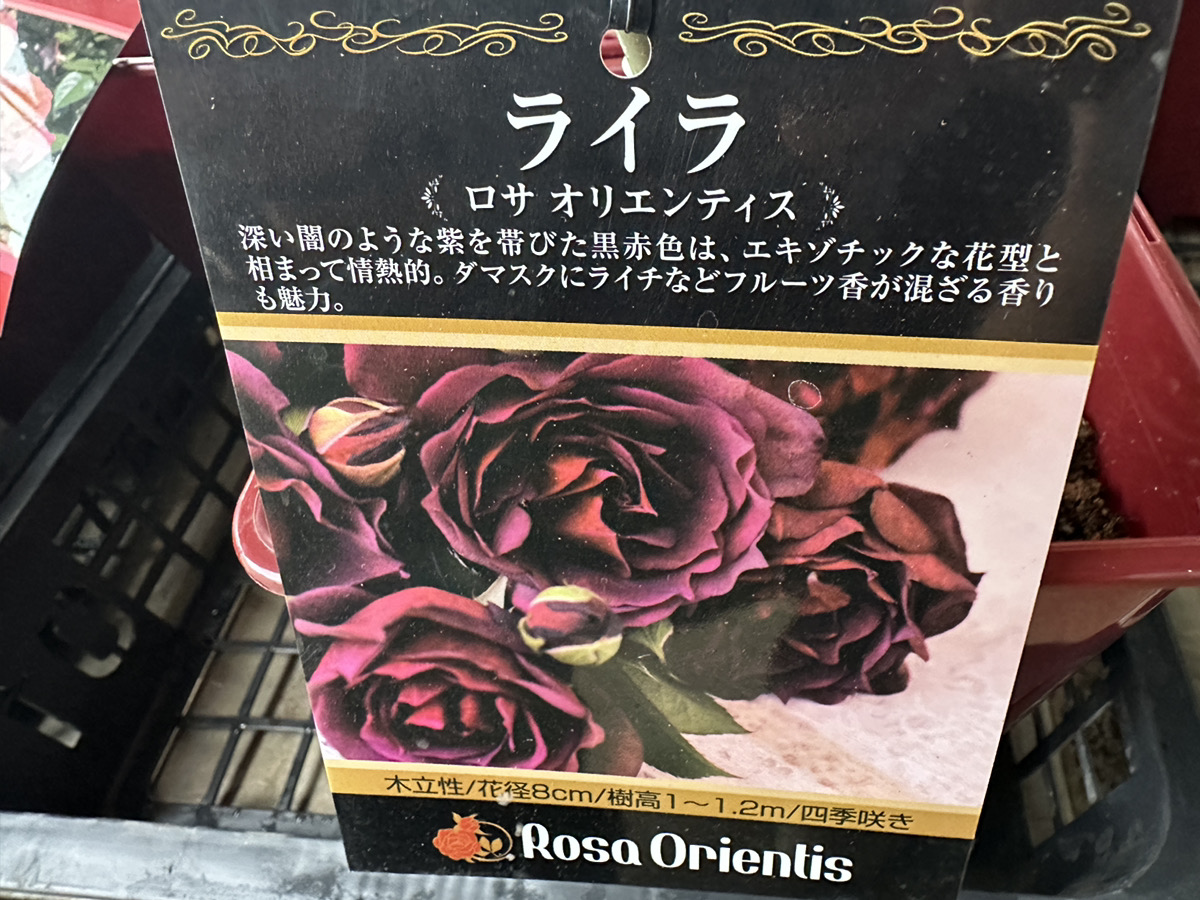 ライラ
ロサ オリエンティス
深い闇のような紫を帯びた黒赤色は、エキゾチックな花型と
相まって情熱的。ダマスクにライチなどフルーツ香が混ざる香り
も魅力。
木立性/花径8cm/樹高1～1.2m/四季咲き
Rosa Orientis